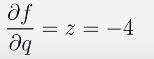 ∂f/∂q = z = −4